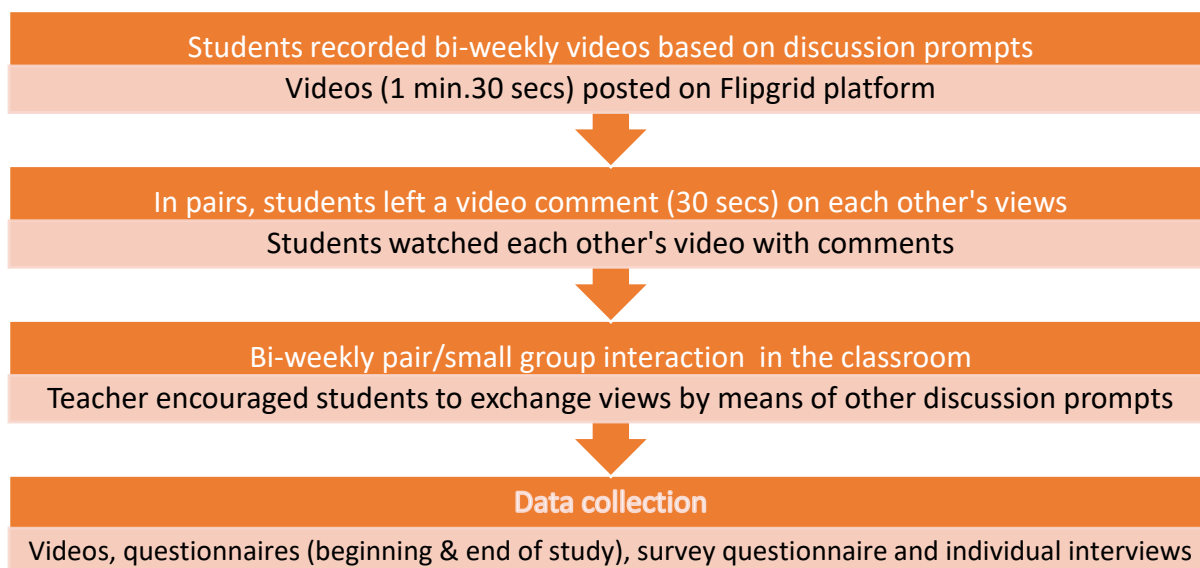 Students recorded bi-weekly videos based on discussion prompts
Videos (1 min.30 secs) posted on Flipgrid platform
In pairs, students left a video comment (30 secs) on each other's views
Students watched each other's video with comments
Bi-weekly pair/small group interaction  in the classroom
Teacher encouraged students to exchange views by means of other discussion prompts
Data collection
Videos, questionnaires (beginning & end of study), survey questionnaire and individual interviews